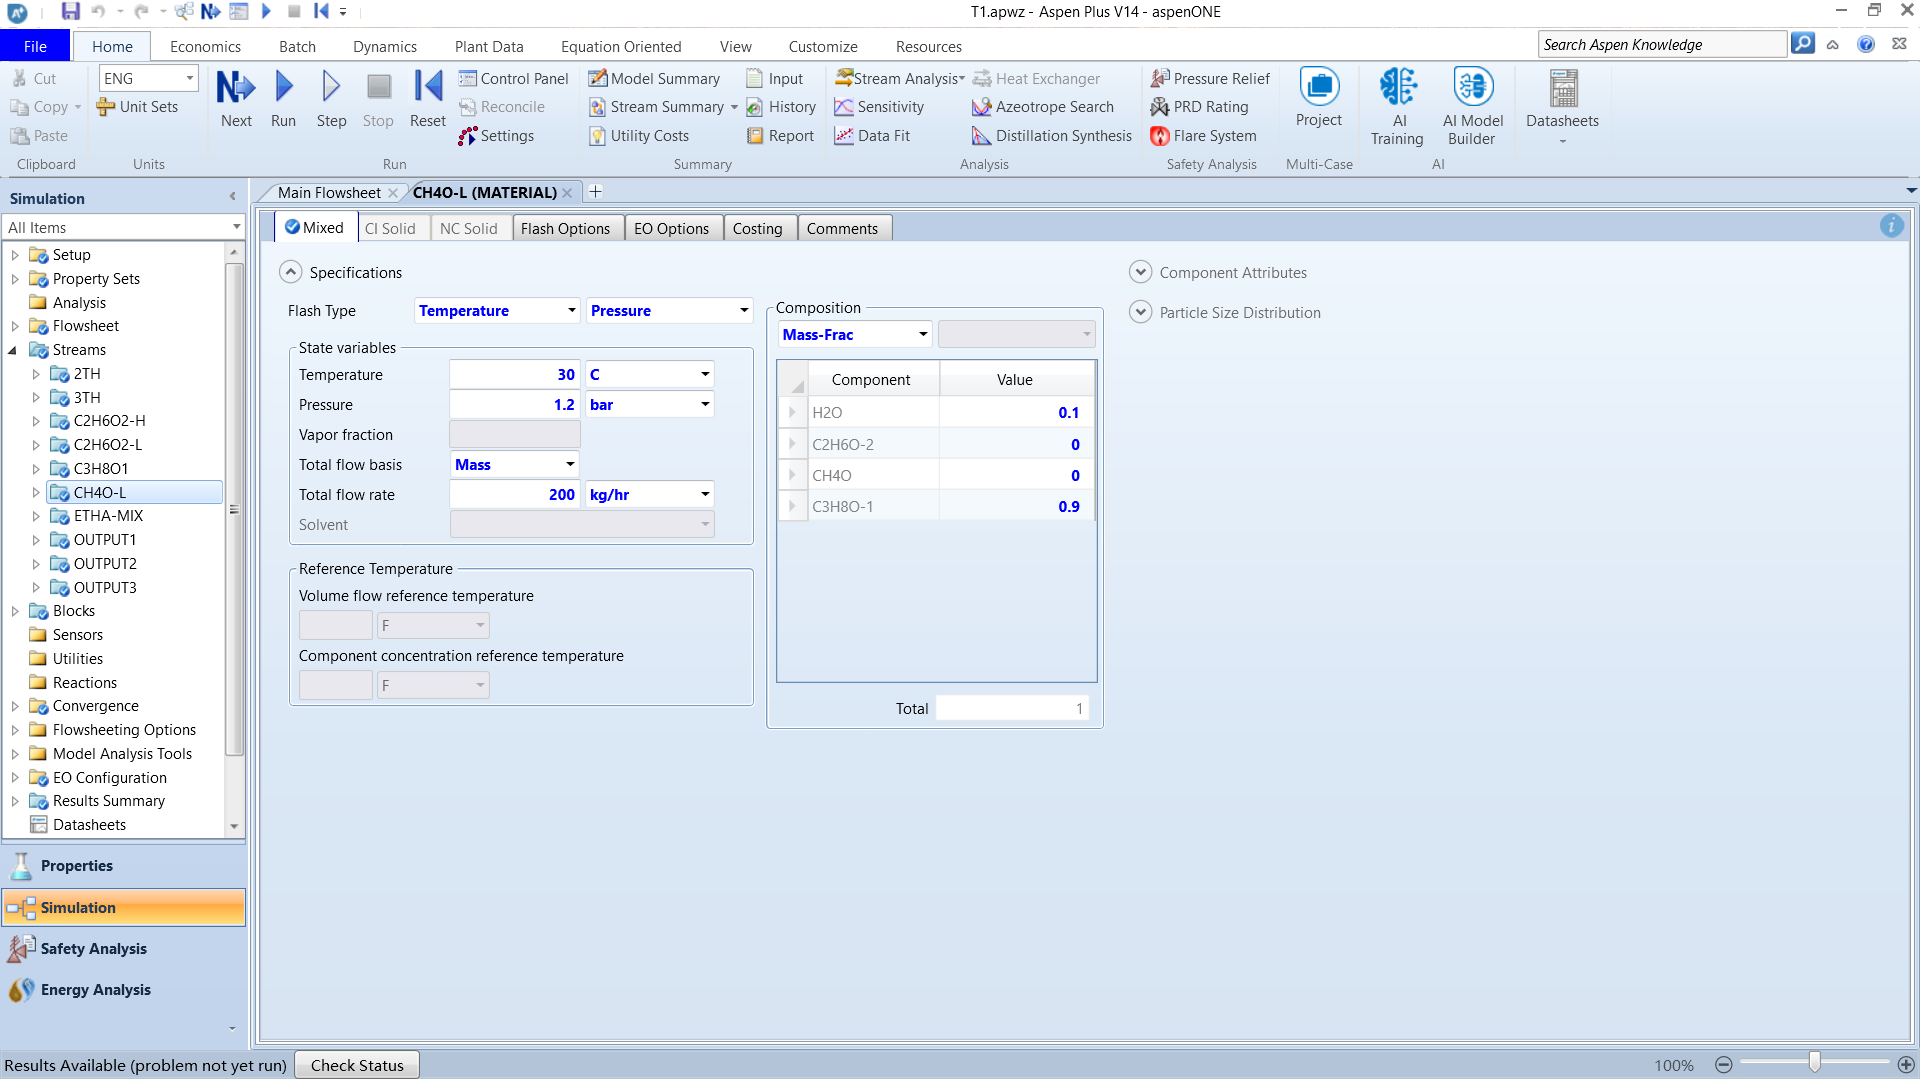 T1.apwz - Aspen Plus V14 - aspenONE
File Home Economics Batch Dynamics Plant Data Equation Oriented View Customize Resources Search Aspen Knowledge
Cut ENG Control Panel Model Summary Input Stream Analysis Heat Exchanger Pressure Relief
Copy Unit Sets Reconcile Stream Summary History Sensitivity Azeotrope Search PRD Rating
Next Run Step Stop Reset Project AI Training AI Model Builder Datasheets
Paste Settings Utility Costs Report Data Fit Distillation Synthesis Flare System
Clipboard Units Run Summary Analysis Safety Analysis Multi-Case AI
Simulation
Main Flowsheet CH4O-L (MATERIAL)
All Items
Mixed CI Solid NC Solid Flash Options EO Options Costing Comments
Setup
Property Sets
Analysis
Flowsheet
Streams
2TH
3TH
C2H6O2-H
C2H6O2-L
C3H8O1
CH4O-L
ETHA-MIX
OUTPUT1
OUTPUT2
OUTPUT3
Blocks
Sensors
Utilities
Reactions
Convergence
Flowsheeting Options
Model Analysis Tools
EO Configuration
Results Summary
Datasheets
Properties
Simulation
Safety Analysis
Energy Analysis
Specifications
Flash Type Temperature Pressure
State variables
Temperature 30 C
Pressure 1.2 bar
Vapor fraction
Total flow basis Mass
Total flow rate 200 kg/hr
Solvent
Reference Temperature
Volume flow reference temperature
F
Component concentration reference temperature
F
Composition
Mass-Frac
Component Value
H2O 0.1
C2H6O-2 0
CH4O 0
C3H8O-1 0.9
Total 1
Component Attributes
Particle Size Distribution
Results Available (problem not yet run) Check Status 100%